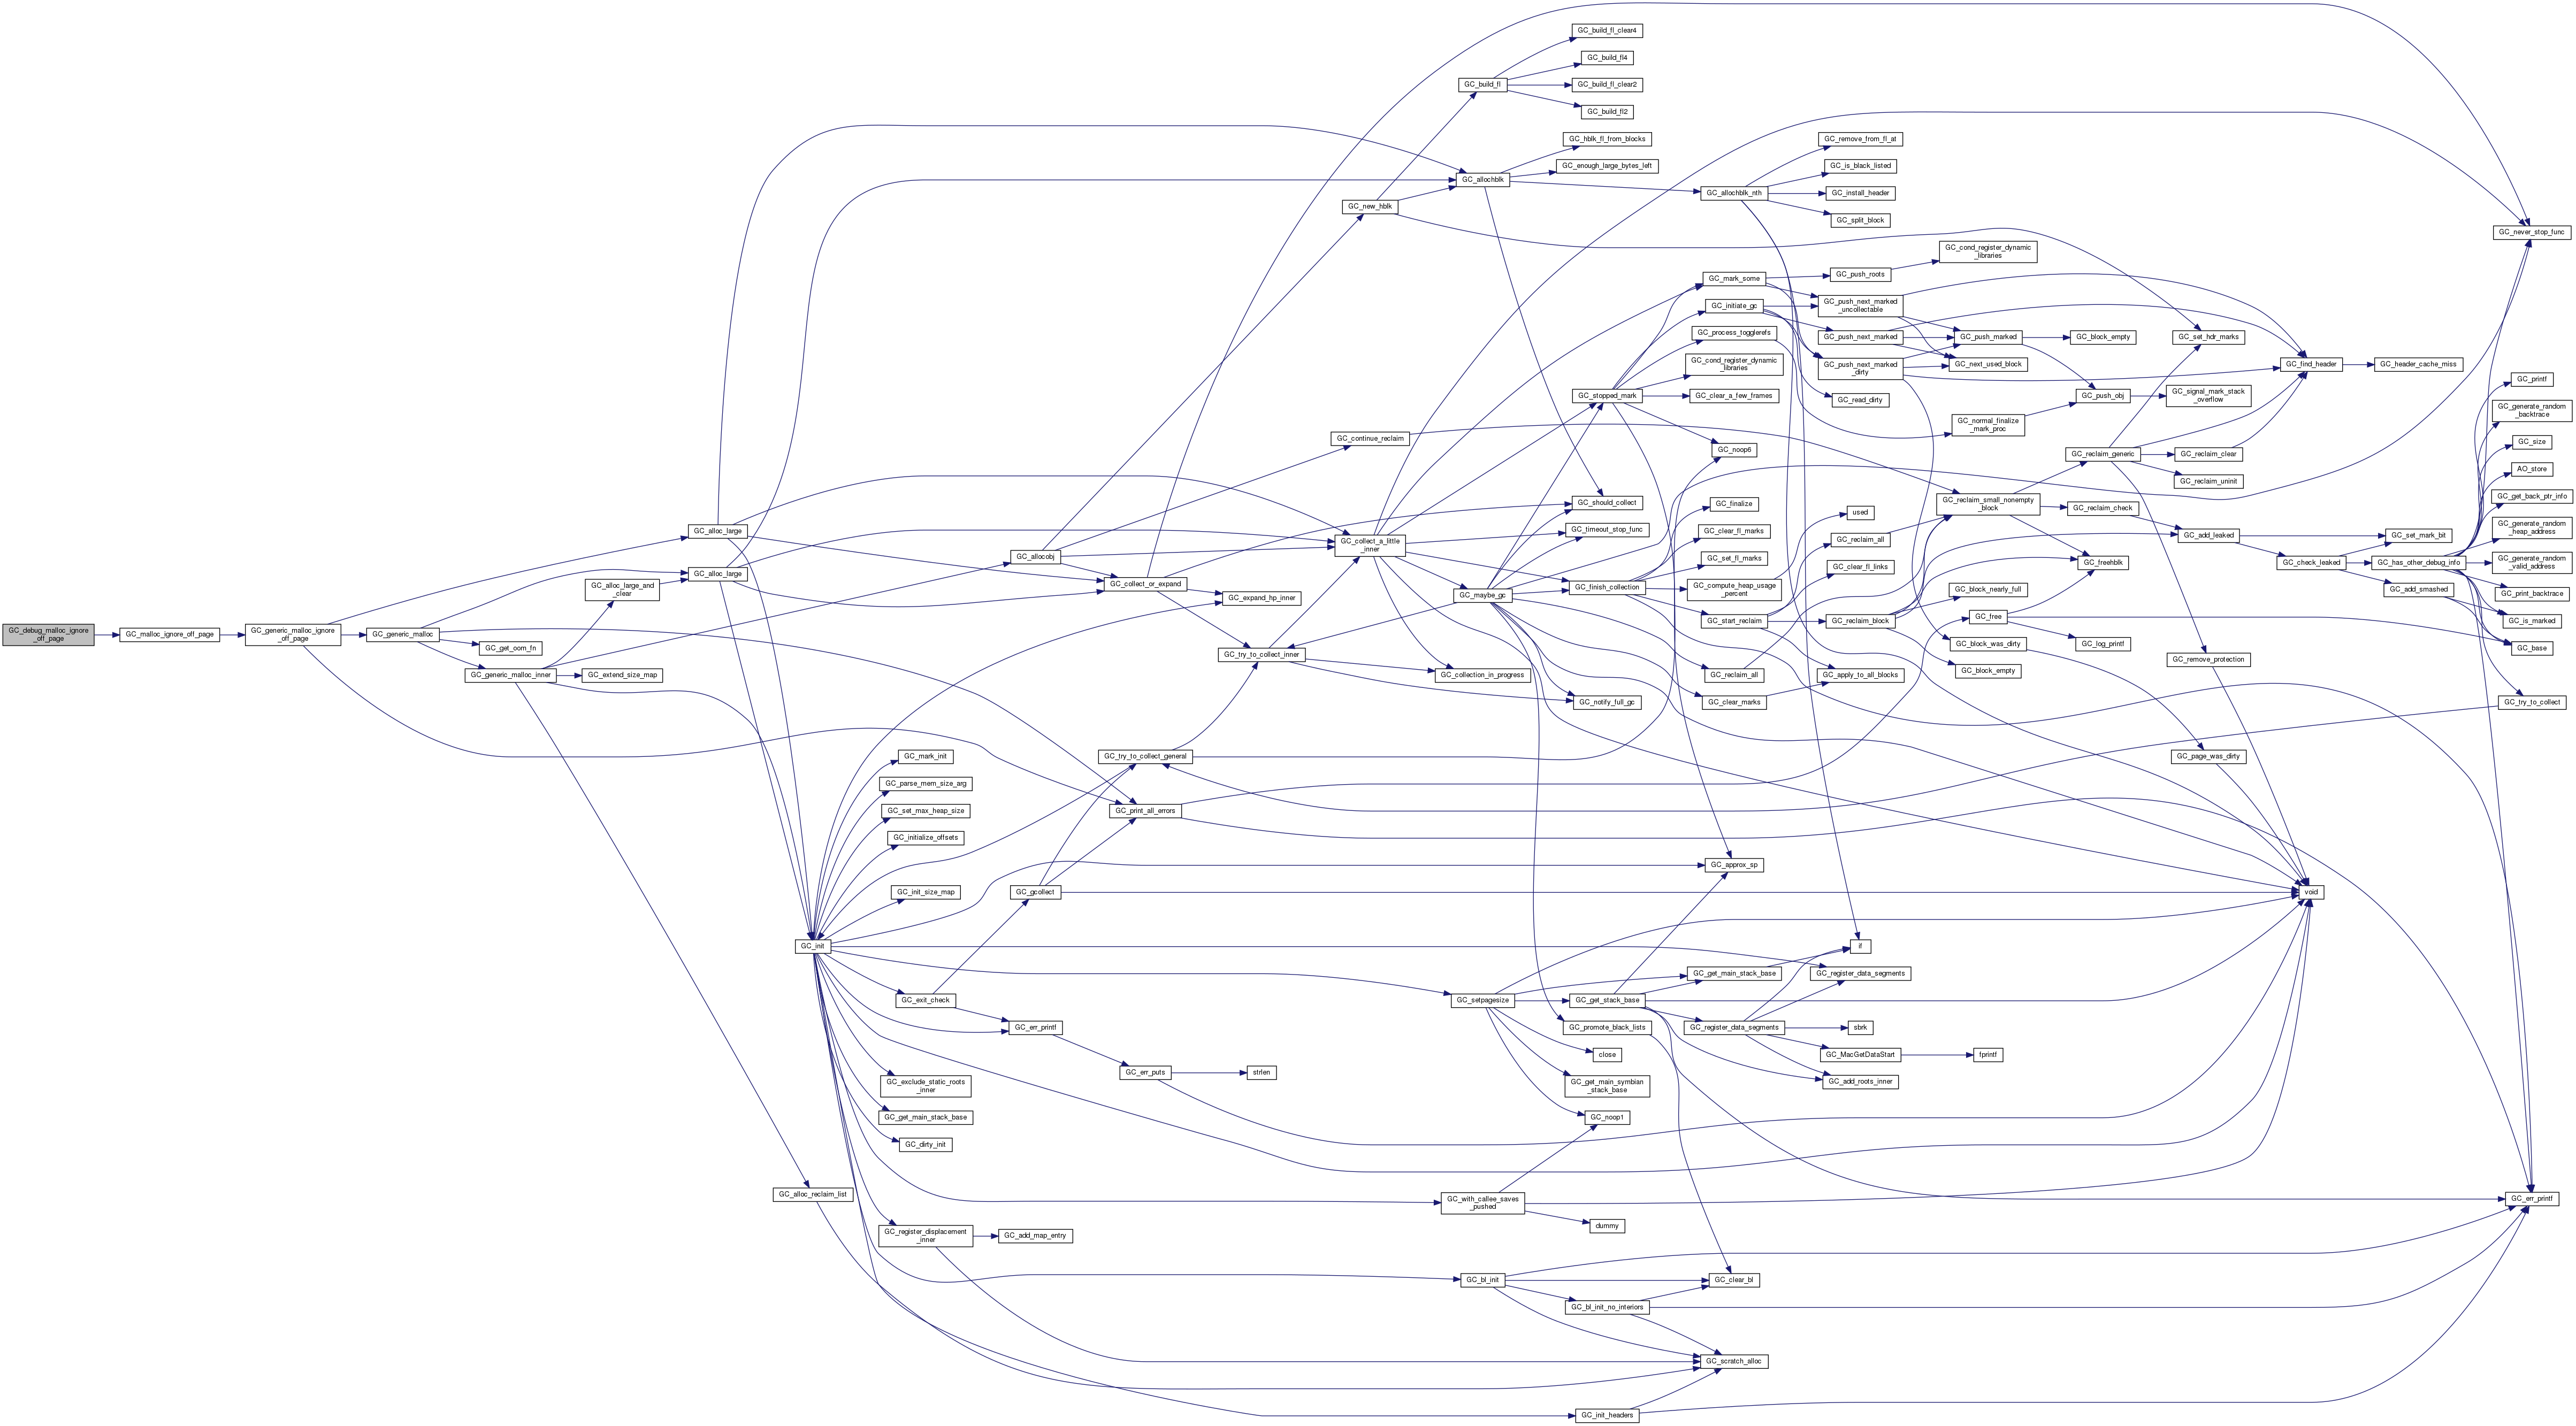 GC_debug_malloc_ignore
_off_page
GC_malloc_ignore_off_page
GC_generic_malloc_ignore
_off_page
GC_generic_malloc
GC_get_oom_fn
GC_generic_malloc_inner
GC_alloc_large_and
_clear
GC_extend_size_map
GC_alloc_large
GC_alloc_large
GC_alloc_reclaim_list
GC_init
GC_mark_init
GC_parse_mem_size_arg
GC_set_max_heap_size
GC_initialize_offsets
GC_init_size_map
GC_exit_check
GC_exclude_static_roots
_inner
GC_get_main_stack_base
GC_dirty_init
GC_register_displacement
_inner
GC_allocobj
GC_gcollect
GC_err_printf
GC_add_map_entry
GC_collect_or_expand
GC_try_to_collect_general
GC_print_all_errors
GC_err_puts
GC_expand_hp_inner
GC_try_to_collect_inner
strlen
GC_new_hblk
GC_continue_reclaim
GC_collect_a_little
_inner
GC_build_fl
GC_allochblk
GC_maybe_gc
GC_collection_in_progress
GC_setpagesize
GC_with_callee_saves
_pushed
GC_bl_init
GC_build_fl_clear4
GC_build_fl4
GC_build_fl_clear2
GC_build_fl2
GC_hblk_fl_from_blocks
GC_enough_large_bytes_left
GC_stopped_mark
GC_should_collect
GC_timeout_stop_func
GC_finish_collection
GC_notify_full_gc
GC_get_stack_base
GC_promote_black_lists
close
GC_get_main_symbian
_stack_base
GC_noop1
dummy
GC_bl_init_no_interiors
GC_init_headers
GC_allochblk_nth
GC_mark_some
GC_initiate_gc
GC_process_togglerefs
GC_cond_register_dynamic
_libraries
GC_clear_a_few_frames
GC_noop6
GC_finalize
GC_clear_fl_marks
GC_set_fl_marks
GC_compute_heap_usage
_percent
GC_start_reclaim
GC_reclaim_all
GC_clear_marks
GC_approx_sp
GC_get_main_stack_base
GC_register_data_segments
GC_clear_bl
GC_scratch_alloc
GC_remove_from_fl_at
GC_is_black_listed
GC_install_header
GC_split_block
GC_push_roots
GC_push_next_marked
_uncollectable
GC_push_next_marked
GC_push_next_marked
_dirty
GC_read_dirty
used
GC_reclaim_all
GC_clear_fl_links
GC_reclaim_block
GC_apply_to_all_blocks
if
GC_register_data_segments
sbrk
GC_MacGetDataStart
GC_add_roots_inner
GC_cond_register_dynamic
_libraries
GC_push_marked
GC_next_used_block
GC_normal_finalize
_mark_proc
GC_reclaim_small_nonempty
_block
GC_block_nearly_full
GC_free
GC_block_was_dirty
GC_block_empty
fprintf
GC_block_empty
GC_push_obj
GC_reclaim_generic
GC_reclaim_check
GC_freehblk
GC_log_printf
GC_set_hdr_marks
GC_signal_mark_stack
_overflow
GC_reclaim_clear
GC_reclaim_uninit
GC_add_leaked
GC_remove_protection
GC_page_was_dirty
GC_find_header
GC_check_leaked
void
GC_header_cache_miss
GC_set_mark_bit
GC_has_other_debug_info
GC_add_smashed
GC_never_stop_func
GC_printf
GC_generate_random
_backtrace
GC_size
AO_store
GC_get_back_ptr_info
GC_generate_random
_heap_address
GC_generate_random
_valid_address
GC_print_backtrace
GC_is_marked
GC_base
GC_try_to_collect
GC_err_printf